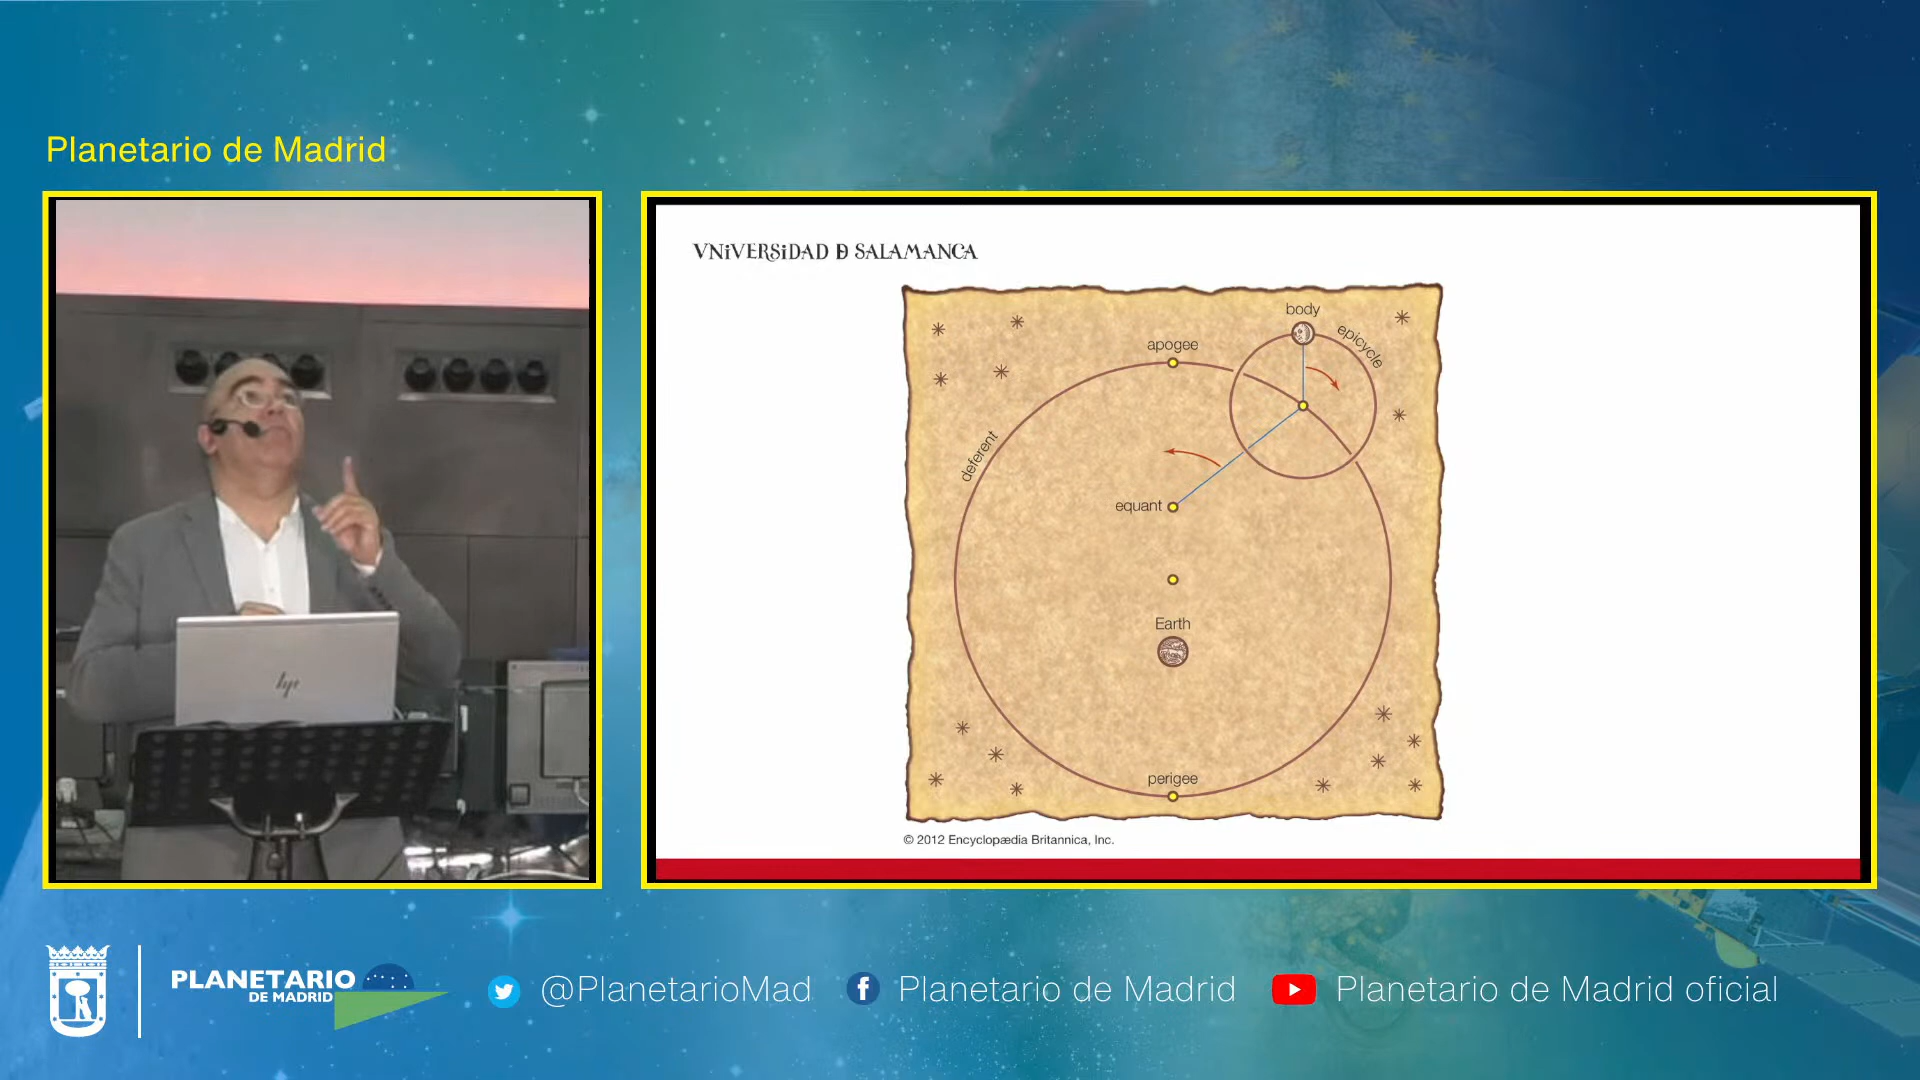 Planetario de Madrid
VNiVERSiDAD Ð SALAMANCA
body
epicycle
apogee
deferent
equant
Earth
perigee
© 2012 Encyclopædia Britannica, Inc.
hp
PLANETARIO
DE MADRID
@PlanetarioMad
Planetario de Madrid
Planetario de Madrid oficial